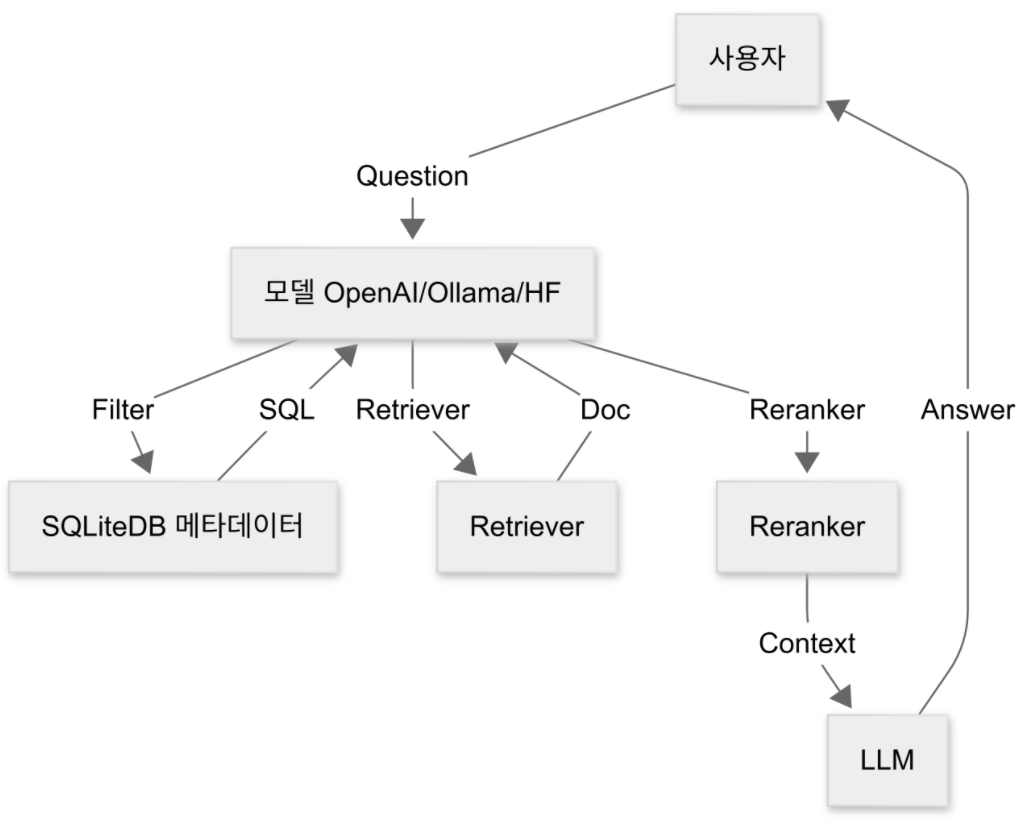 사용자
Question
모델 OpenAI/Ollama/HF
Filter
SQL
Retriever
Doc
Reranker
Answer
SQLiteDB 메타데이터
Retriever
Reranker
Context
LLM